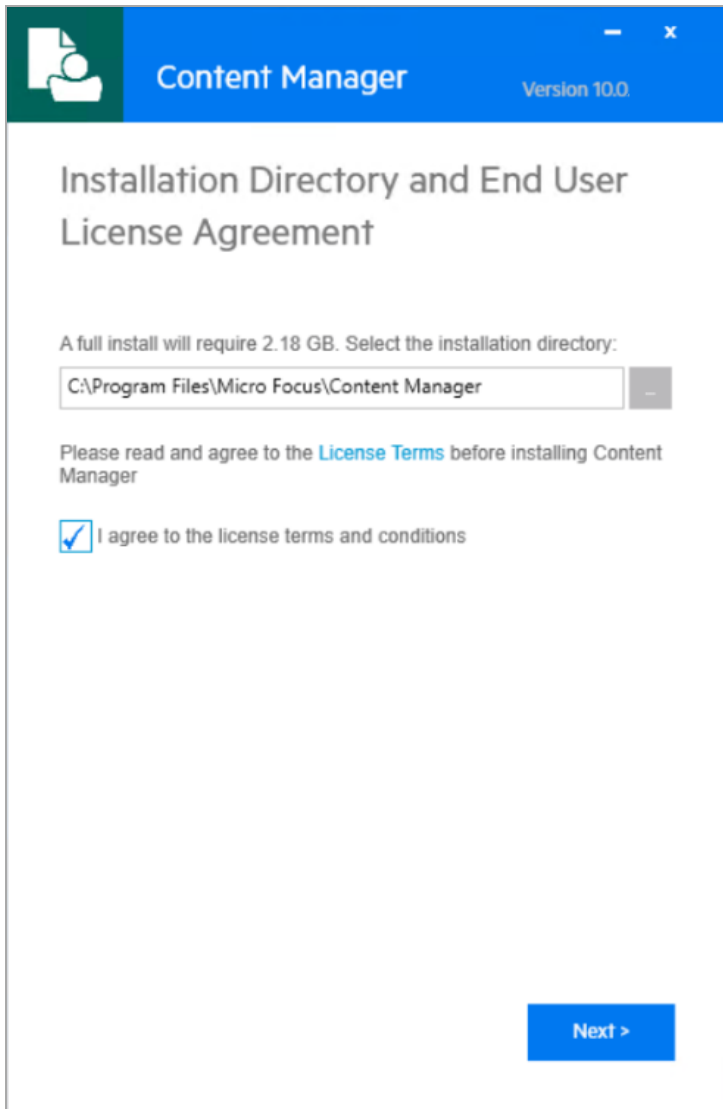 Content Manager
Version 10.0.
Installation Directory and End User
License Agreement
A full install will require 2.18 GB. Select the installation directory:
C:\Program Files\Micro Focus\Content Manager
Please read and agree to the License Terms before installing Content
Manager
I agree to the license terms and conditions
Next >